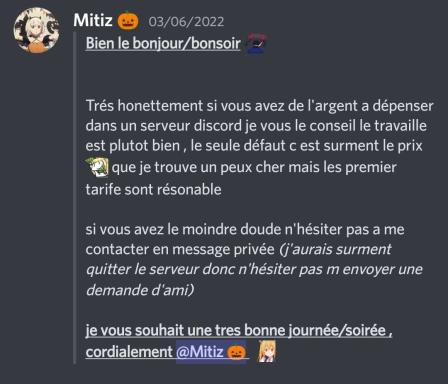 Mitiz 🎃 03/06/2022
Bien le bonjour/bonsoir
Trés honettement si vous avez de l'argent a dépenser
dans un serveur discord je vous le conseil le travaille
est plutot bien , le seule défaut c est surment le prix
que je trouve un peux cher mais les premier
tarife sont résonable
si vous avez le moindre doude n'hésiter pas a me
contacter en message privée (j'aurais surment
quitter le serveur donc n'hésiter pas m envoyer une
demande d'ami)
je vous souhait une tres bonne journée/soirée ,
cordialement @Mitiz 🎃